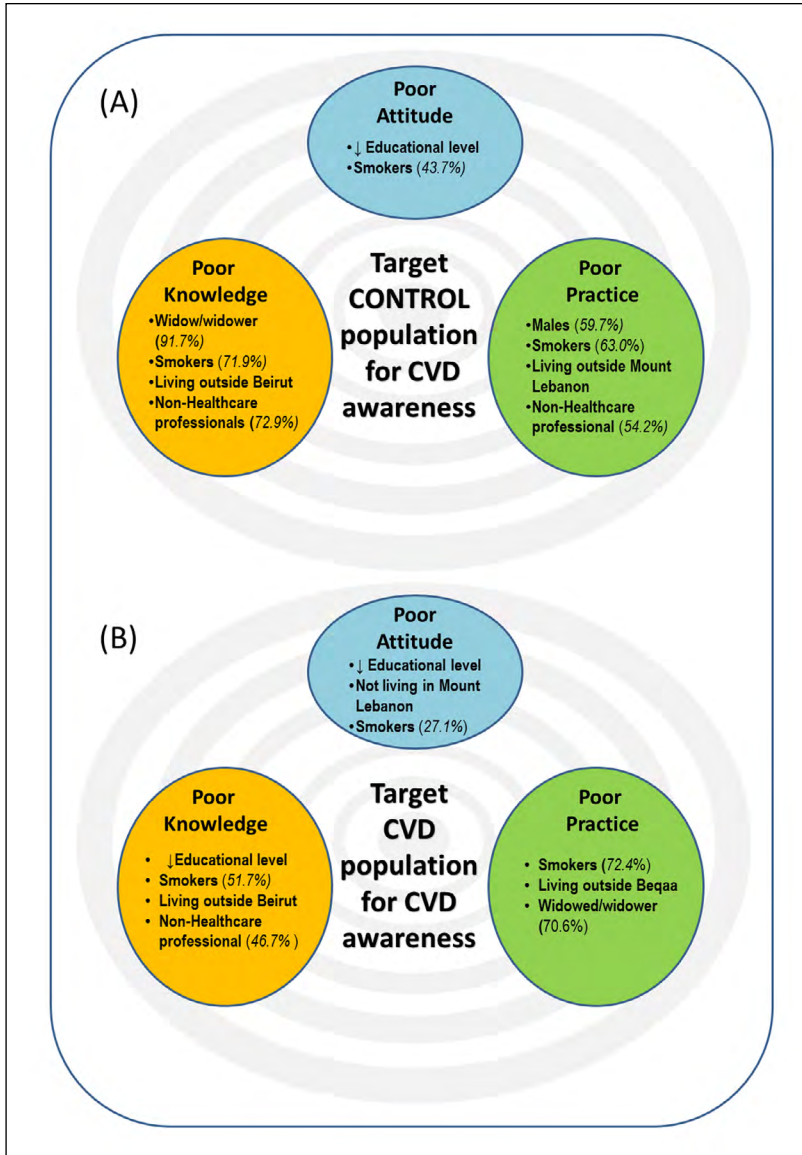 (A)
Poor
Attitude
•↓ Educational level
•Smokers (43.7%)
Poor
Knowledge
•Widow/widower
(91.7%)
•Smokers (71.9%)
•Living outside Beirut
•Non-Healthcare
professionals (72.9%)
Target
CONTROL
population
for CVD
awareness
Poor
Practice
•Males (59.7%)
•Smokers (63.0%)
•Living outside Mount
Lebanon
•Non-Healthcare
professional (54.2%)
(B)
Poor
Attitude
•↓ Educational level
•Not living in Mount
Lebanon
•Smokers (27.1%)
Poor
Knowledge
• ↓Educational level
• Smokers (51.7%)
• Living outside Beirut
• Non-Healthcare
professional (46.7% )
Target
CVD
population
for CVD
awareness
Poor
Practice
• Smokers (72.4%)
• Living outside Beqaa
• Widowed/widower
(70.6%)